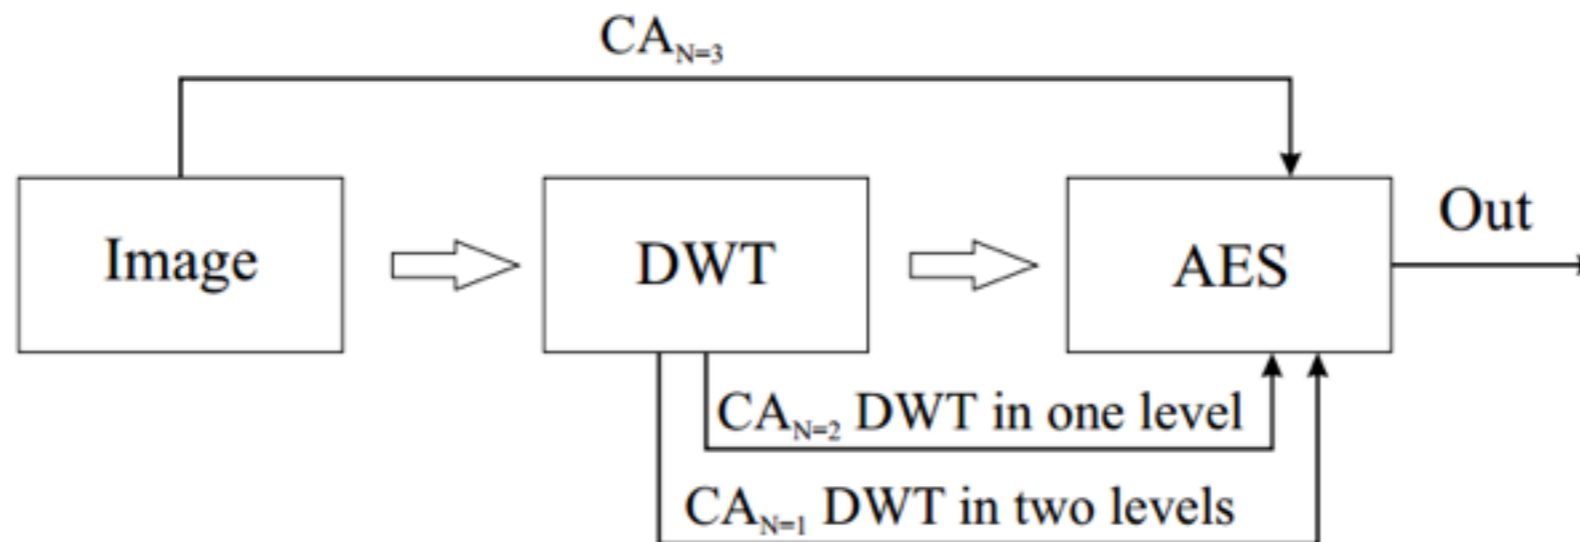 CA_N=3
Image
DWT
AES
Out
CA_N=2 DWT in one level
CA_N=1 DWT in two levels